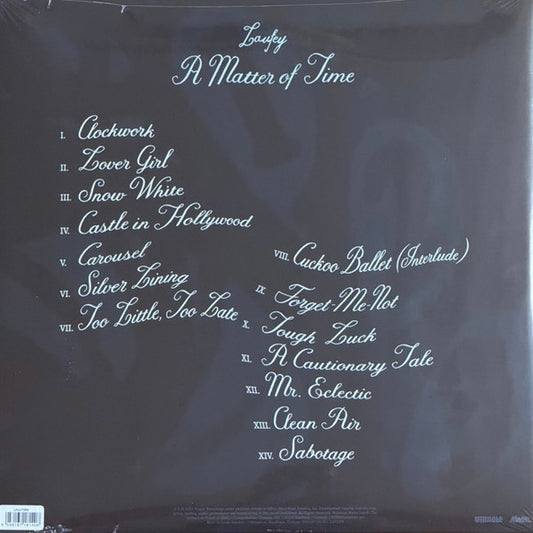 Laufey
A Matter of Time
I. Clockwork
II. Lover Girl
III. Snow White
IV. Castle in Hollywood
V. Carousel
VI. Silver Lining
VII. Too Little, Too Late
VIII. Cuckoo Ballet (Interlude)
IX. Forget-Me-Not
X. Tough Luck
XI. A Cautionary Tale
XII. Mr. Eclectic
XIII. Clean Air
XIV. Sabotage